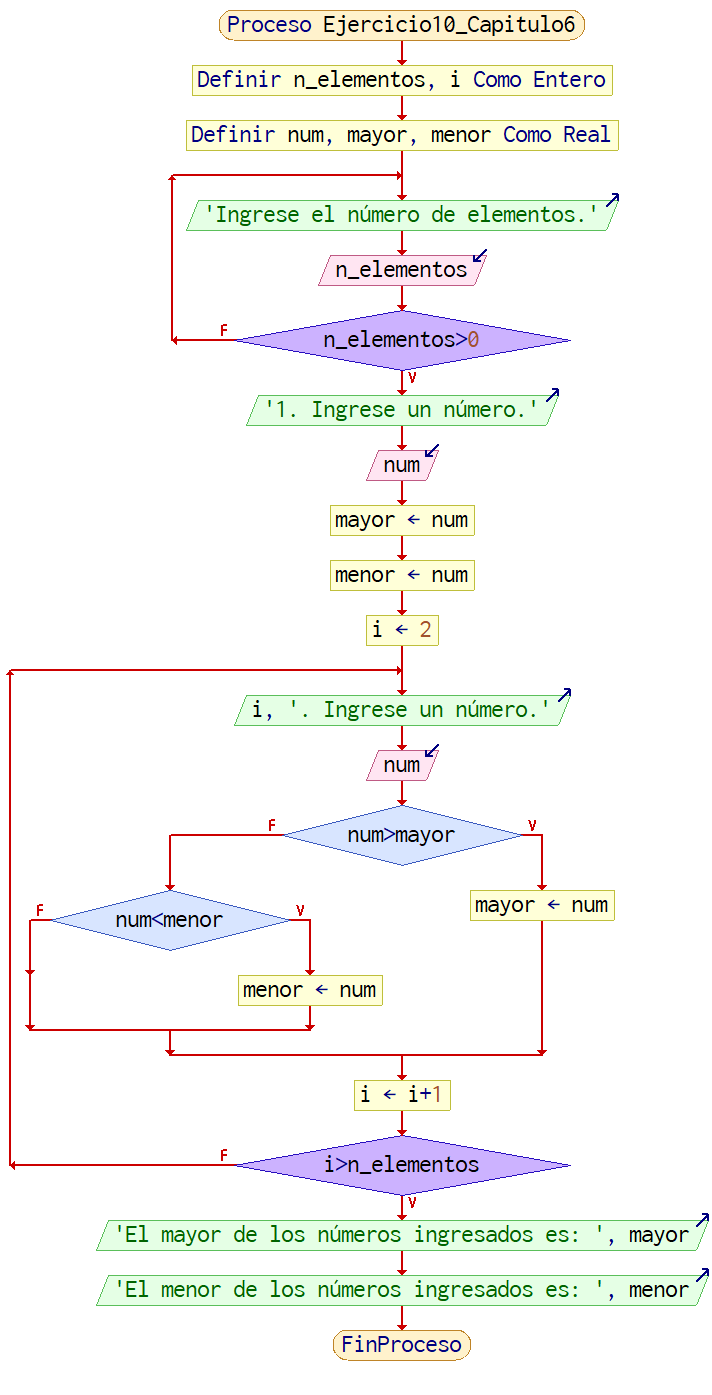 Proceso Ejercicio10_Capitulo6
Definir n_elementos, i Como Entero
Definir num, mayor, menor Como Real
'Ingrese el número de elementos.'
n_elementos
F
n_elementos>0
V
'1. Ingrese un número.'
num
mayor ← num
menor ← num
i ← 2
i, '. Ingrese un número.'
num
F
num>mayor
V
F
num<menor
V
mayor ← num
menor ← num
i ← i+1
F
i>n_elementos
V
'El mayor de los números ingresados es: ', mayor
'El menor de los números ingresados es: ', menor
FinProceso